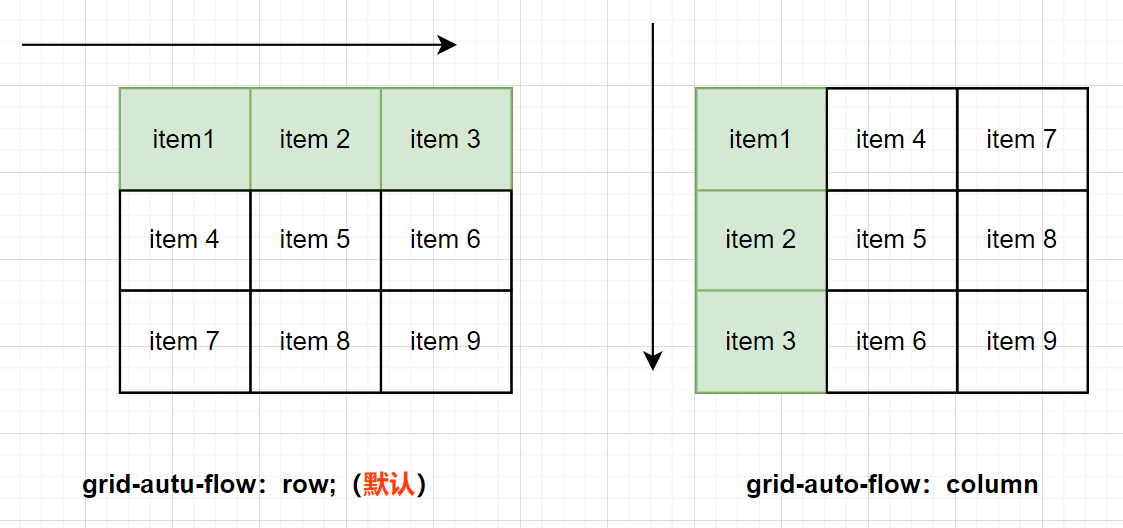 item1 item 2 item 3
item 4 item 5 item 6
item 7 item 8 item 9
grid-autu-flow：row;（默认）
item1 item 4 item 7
item 2 item 5 item 8
item 3 item 6 item 9
grid-auto-flow：column